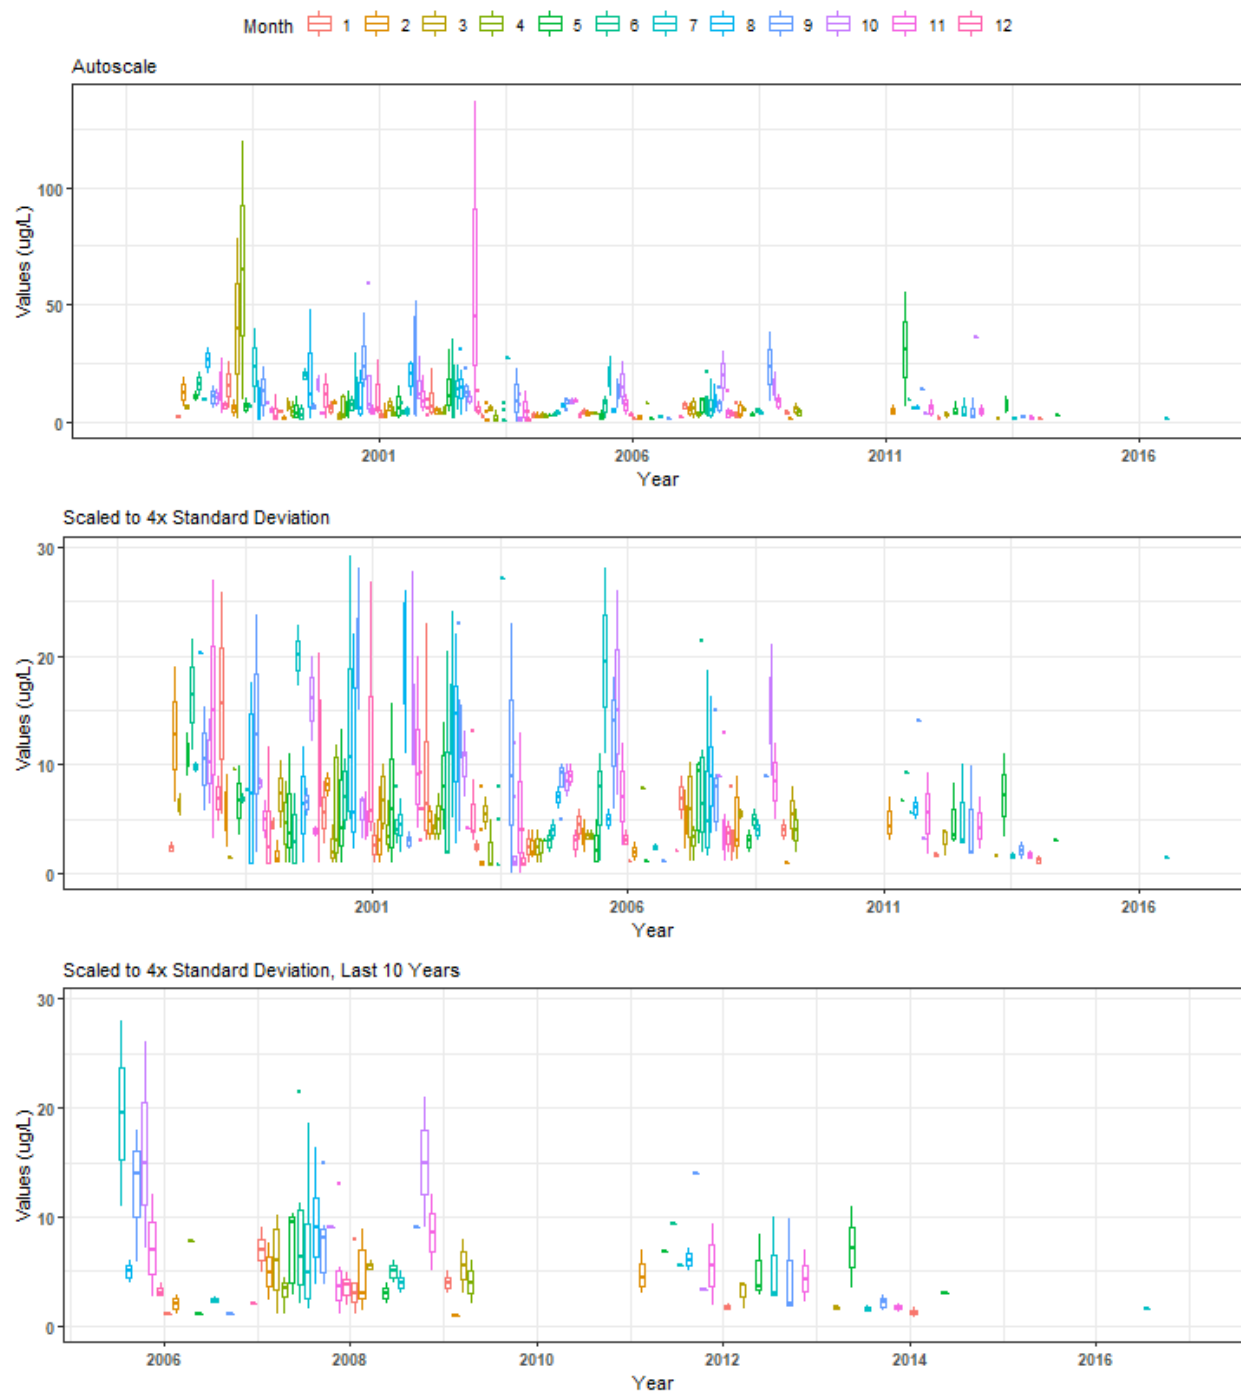 Month 1 2 3 4 5 6 7 8 9 10 11 12
Autoscale
100
50
0
Values (ug/L)
2001 2006 2011 2016
Year
Scaled to 4x Standard Deviation
30
20
10
0
Values (ug/L)
2001 2006 2011 2016
Year
Scaled to 4x Standard Deviation, Last 10 Years
30
20
10
0
Values (ug/L)
2006 2008 2010 2012 2014 2016
Year